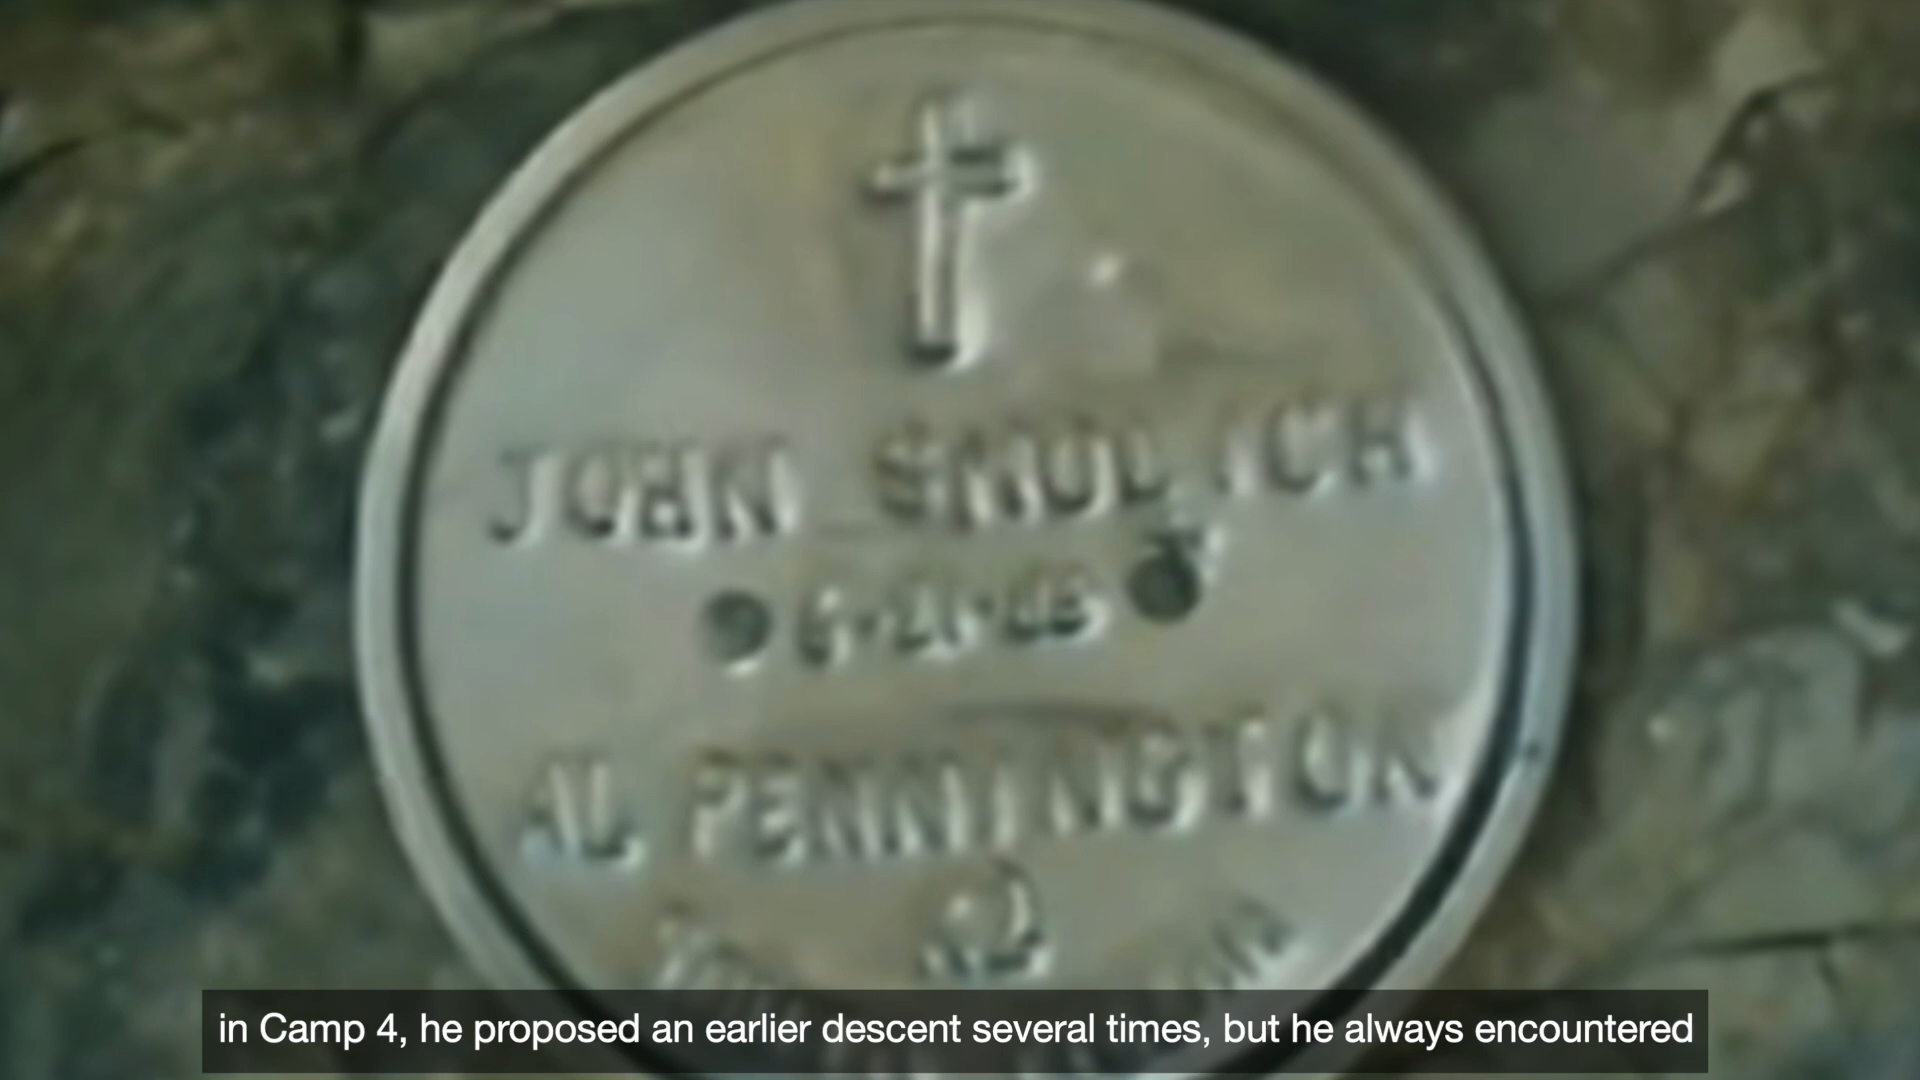 JOHN SMOLICH
AL PENNINGTON
in Camp 4, he proposed an earlier descent several times, but he always encountered